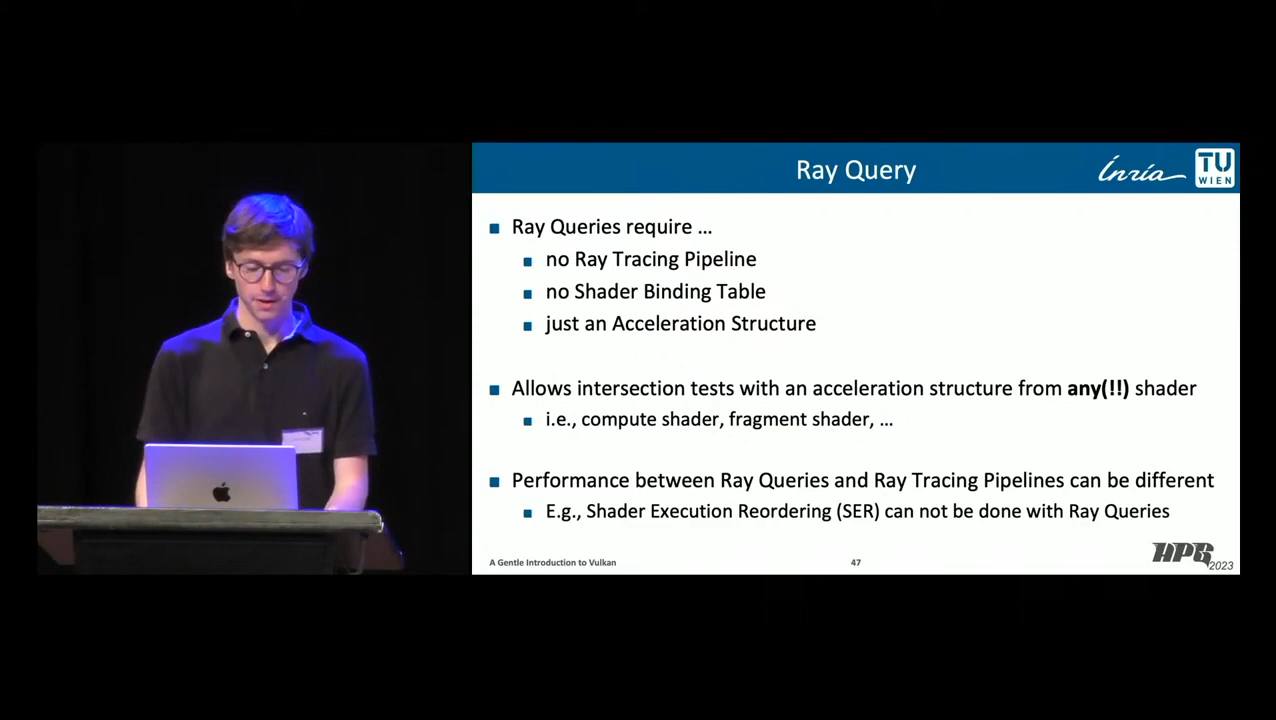 Ray Query
Inria
TU
WIEN
Ray Queries require …
no Ray Tracing Pipeline
no Shader Binding Table
just an Acceleration Structure
Allows intersection tests with an acceleration structure from any(!!) shader
i.e., compute shader, fragment shader, …
Performance between Ray Queries and Ray Tracing Pipelines can be different
E.g., Shader Execution Reordering (SER) can not be done with Ray Queries
A Gentle Introduction to Vulkan
47
HPG
2023